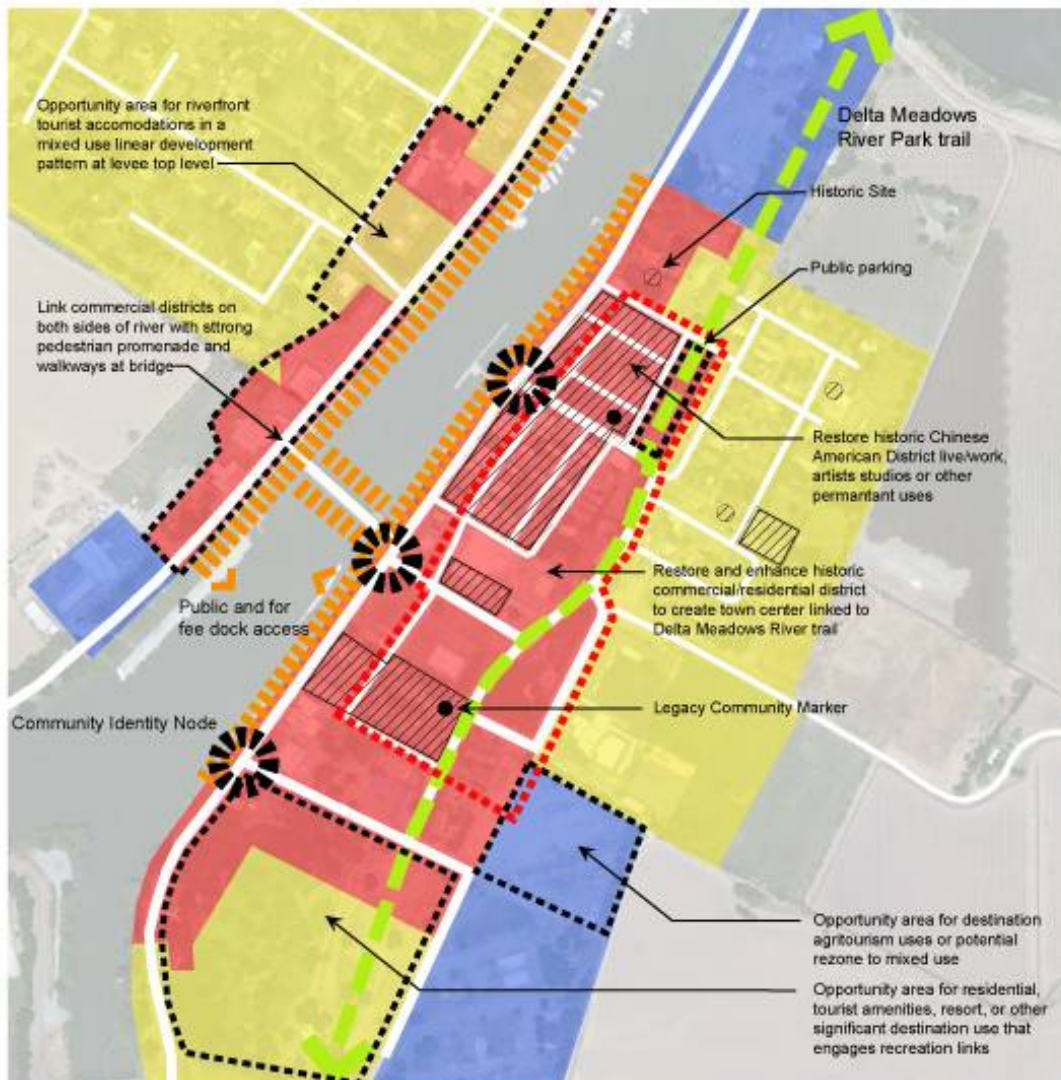 Opportunity area for riverfront
tourist accomodations in a
mixed use linear development
pattern at levee top level
Link commercial districts on
both sides of river with sttrong
pedestrian promenade and
walkways at bridge
Public and for
fee dock access
Community Identity Node
Delta Meadows
River Park trail
Historic Site
Public parking
Restore historic Chinese
American District live/work,
artists studios or other
permantant uses
Restore and enhance historic
commercial/residential district
to create town center linked to
Delta Meadows River trail
Legacy Community Marker
Opportunity area for destination
agritourism uses or potential
rezone to mixed use
Opportunity area for residential,
tourist amenities, resort, or other
significant destination use that
engages recreation links